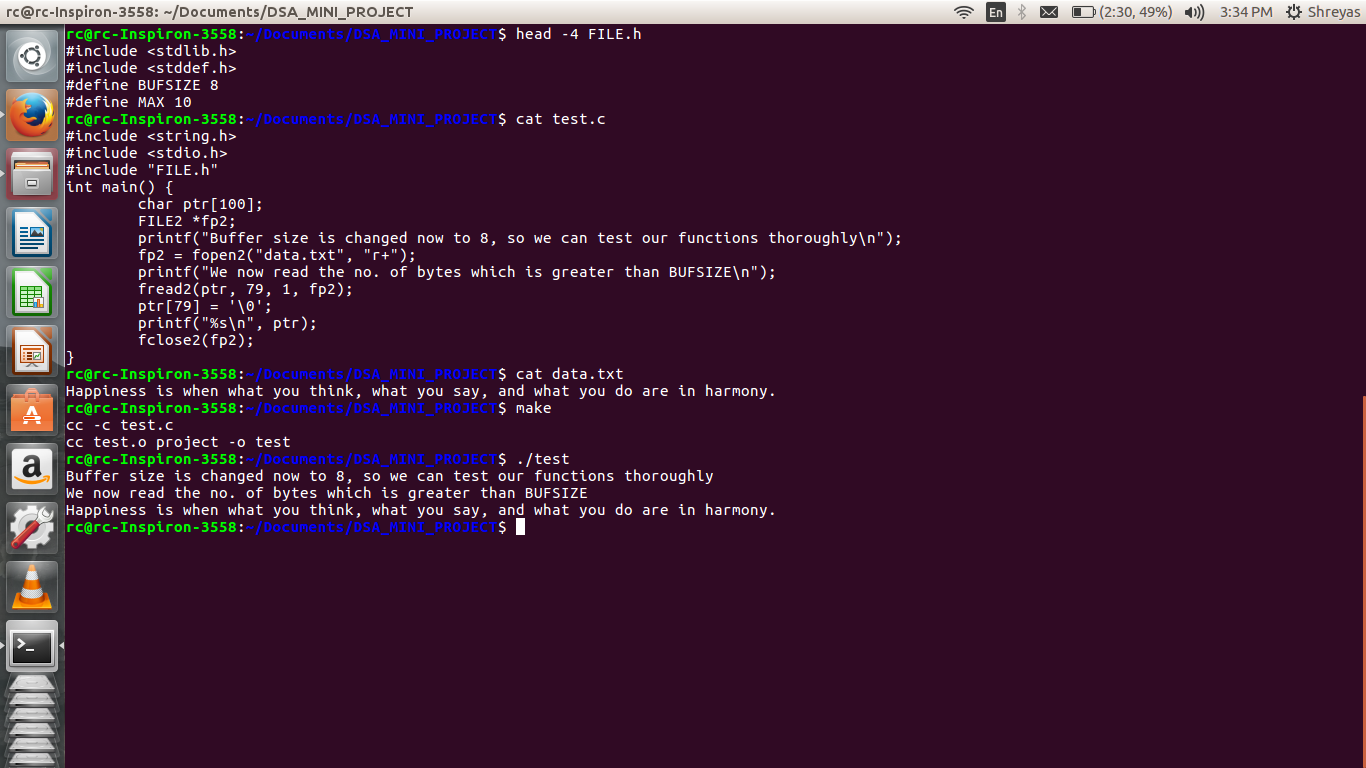 rc@rc-Inspiron-3558: ~/Documents/DSA_MINI_PROJECT En (2:30, 49%) 3:34 PM Shreyas
rc@rc-Inspiron-3558:~/Documents/DSA_MINI_PROJECT$ head -4 FILE.h
#include <stdlib.h>
#include <stddef.h>
#define BUFSIZE 8
#define MAX 10
rc@rc-Inspiron-3558:~/Documents/DSA_MINI_PROJECT$ cat test.c
#include <string.h>
#include <stdio.h>
#include "FILE.h"
int main() {
        char ptr[100];
        FILE2 *fp2;
        printf("Buffer size is changed now to 8, so we can test our functions thoroughly\n");
        fp2 = fopen2("data.txt", "r+");
        printf("We now read the no. of bytes which is greater than BUFSIZE\n");
        fread2(ptr, 79, 1, fp2);
        ptr[79] = '\0';
        printf("%s\n", ptr);
        fclose2(fp2);
}
rc@rc-Inspiron-3558:~/Documents/DSA_MINI_PROJECT$ cat data.txt
Happiness is when what you think, what you say, and what you do are in harmony.
rc@rc-Inspiron-3558:~/Documents/DSA_MINI_PROJECT$ make
cc -c test.c
cc test.o project -o test
rc@rc-Inspiron-3558:~/Documents/DSA_MINI_PROJECT$ ./test
Buffer size is changed now to 8, so we can test our functions thoroughly
We now read the no. of bytes which is greater than BUFSIZE
Happiness is when what you think, what you say, and what you do are in harmony.
rc@rc-Inspiron-3558:~/Documents/DSA_MINI_PROJECT$